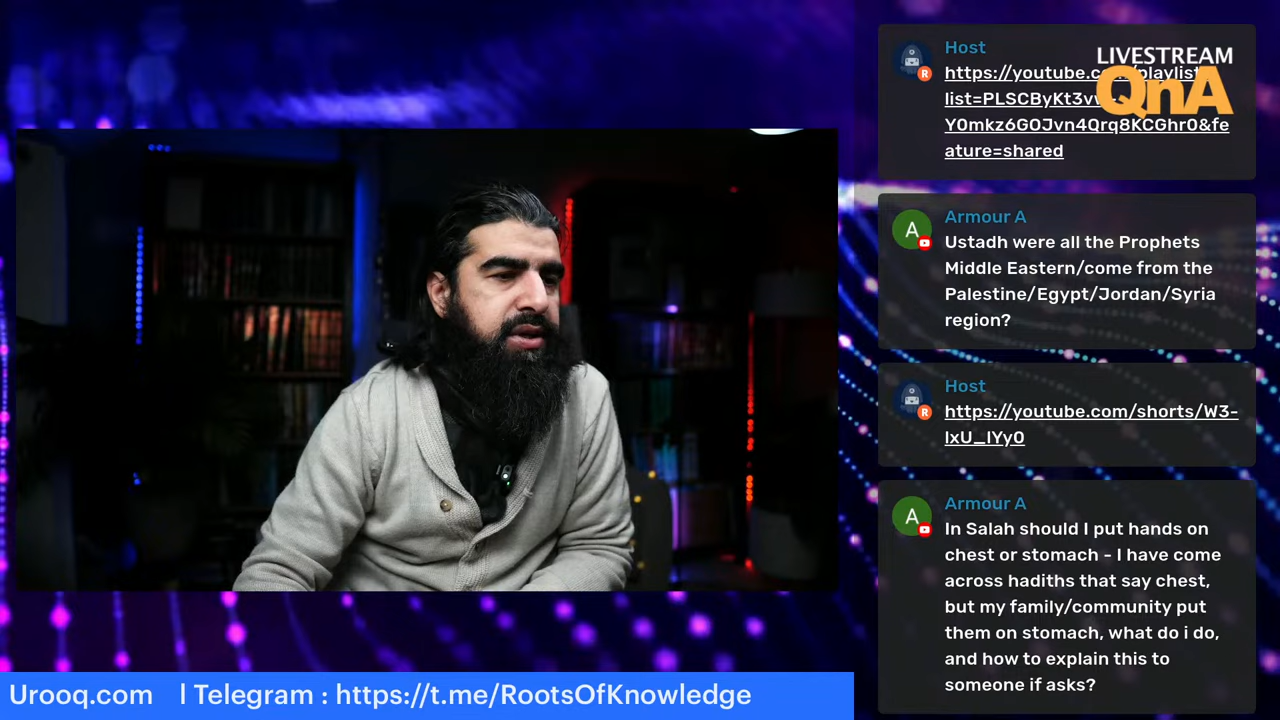 LIVESTREAM
QnA
Host
list=PLSCByKt3v
Y0mkz6GOJvn4Qrq8KCGhr0&fe
ature=shared
Armour A
Ustadh were all the Prophets
Middle Eastern/come from the
Palestine/Egypt/Jordan/Syria
region?
Host
https://youtube.com/shorts/W3-
IxU_IYy0
Armour A
In Salah should I put hands on
chest or stomach - I have come
across hadiths that say chest,
but my family/community put
them on stomach, what do i do,
and how to explain this to
someone if asks?
Urooq.com | Telegram : https://t.me/RootsOfKnowledge